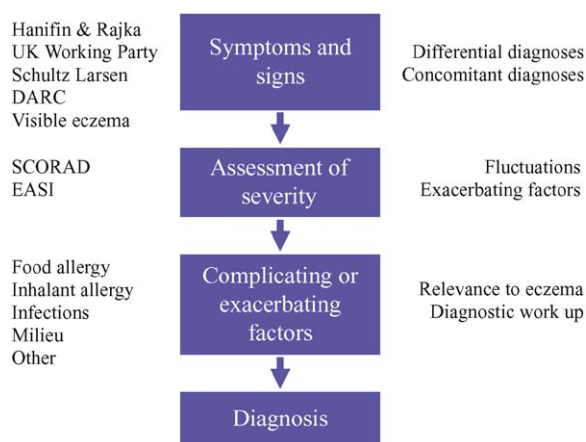 Hanifin & Rajka
UK Working Party
Schultz Larsen
DARC
Visible eczema
Symptoms and
signs
Differential diagnoses
Concomitant diagnoses
SCORAD
EASI
Assessment of
severity
Fluctuations
Exacerbating factors
Food allergy
Inhalant allergy
Infections
Milieu
Other
Complicating or
exacerbating
factors
Relevance to eczema
Diagnostic work up
Diagnosis